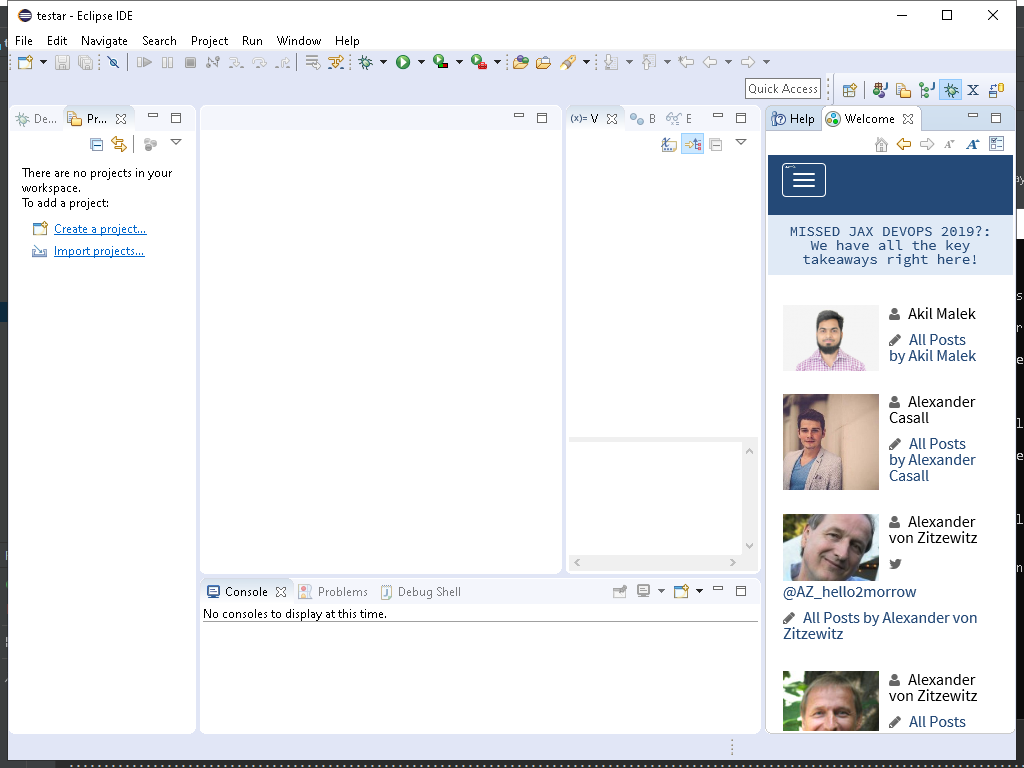 testar - Eclipse IDE
File Edit Navigate Search Project Run Window Help
Quick Access
De...
Pr...
(x)= V
B
E
Help
Welcome
There are no projects in your
workspace.
To add a project:
Create a project...
Import projects...
MISSED JAX DEVOPS 2019?:
We have all the key
takeaways right here!
Akil Malek
All Posts
by Akil Malek
Alexander
Casall
All Posts
by Alexander
Casall
Alexander
von Zitzewitz
@AZ_hello2morrow
All Posts by Alexander von
Zitzewitz
Alexander
von Zitzewitz
All Posts
Console
Problems
Debug Shell
No consoles to display at this time.